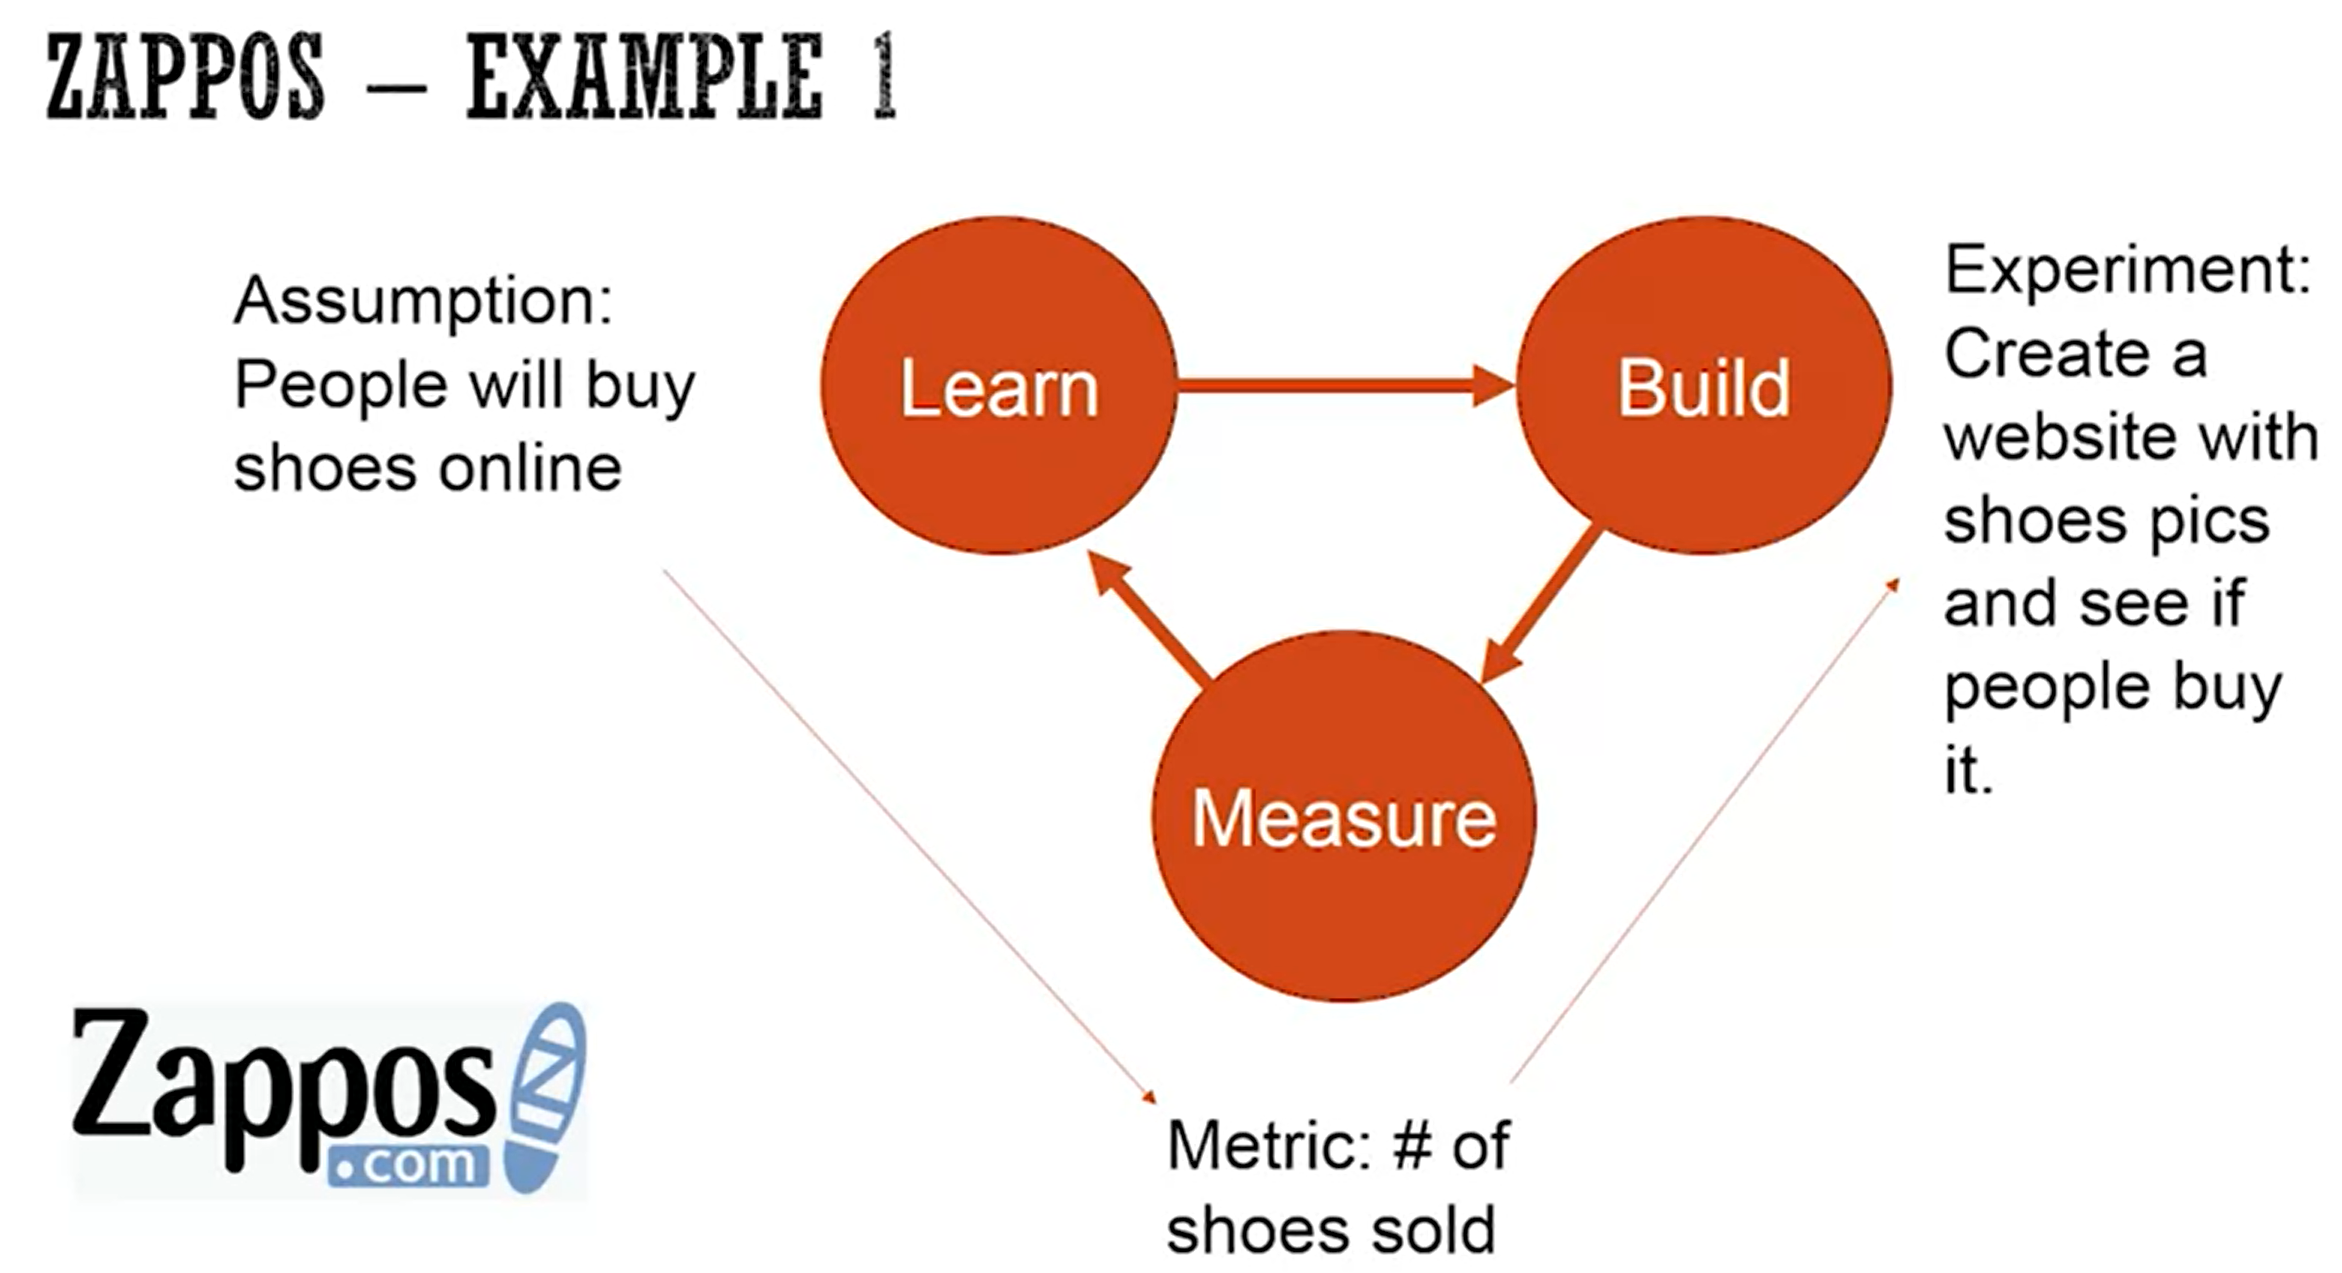 ZAPPOS – EXAMPLE 1
Assumption:
People will buy
shoes online
Learn
Build
Experiment:
Create a
website with
shoes pics
and see if
people buy
it.
Measure
Metric: # of
shoes sold
Zappos
.com